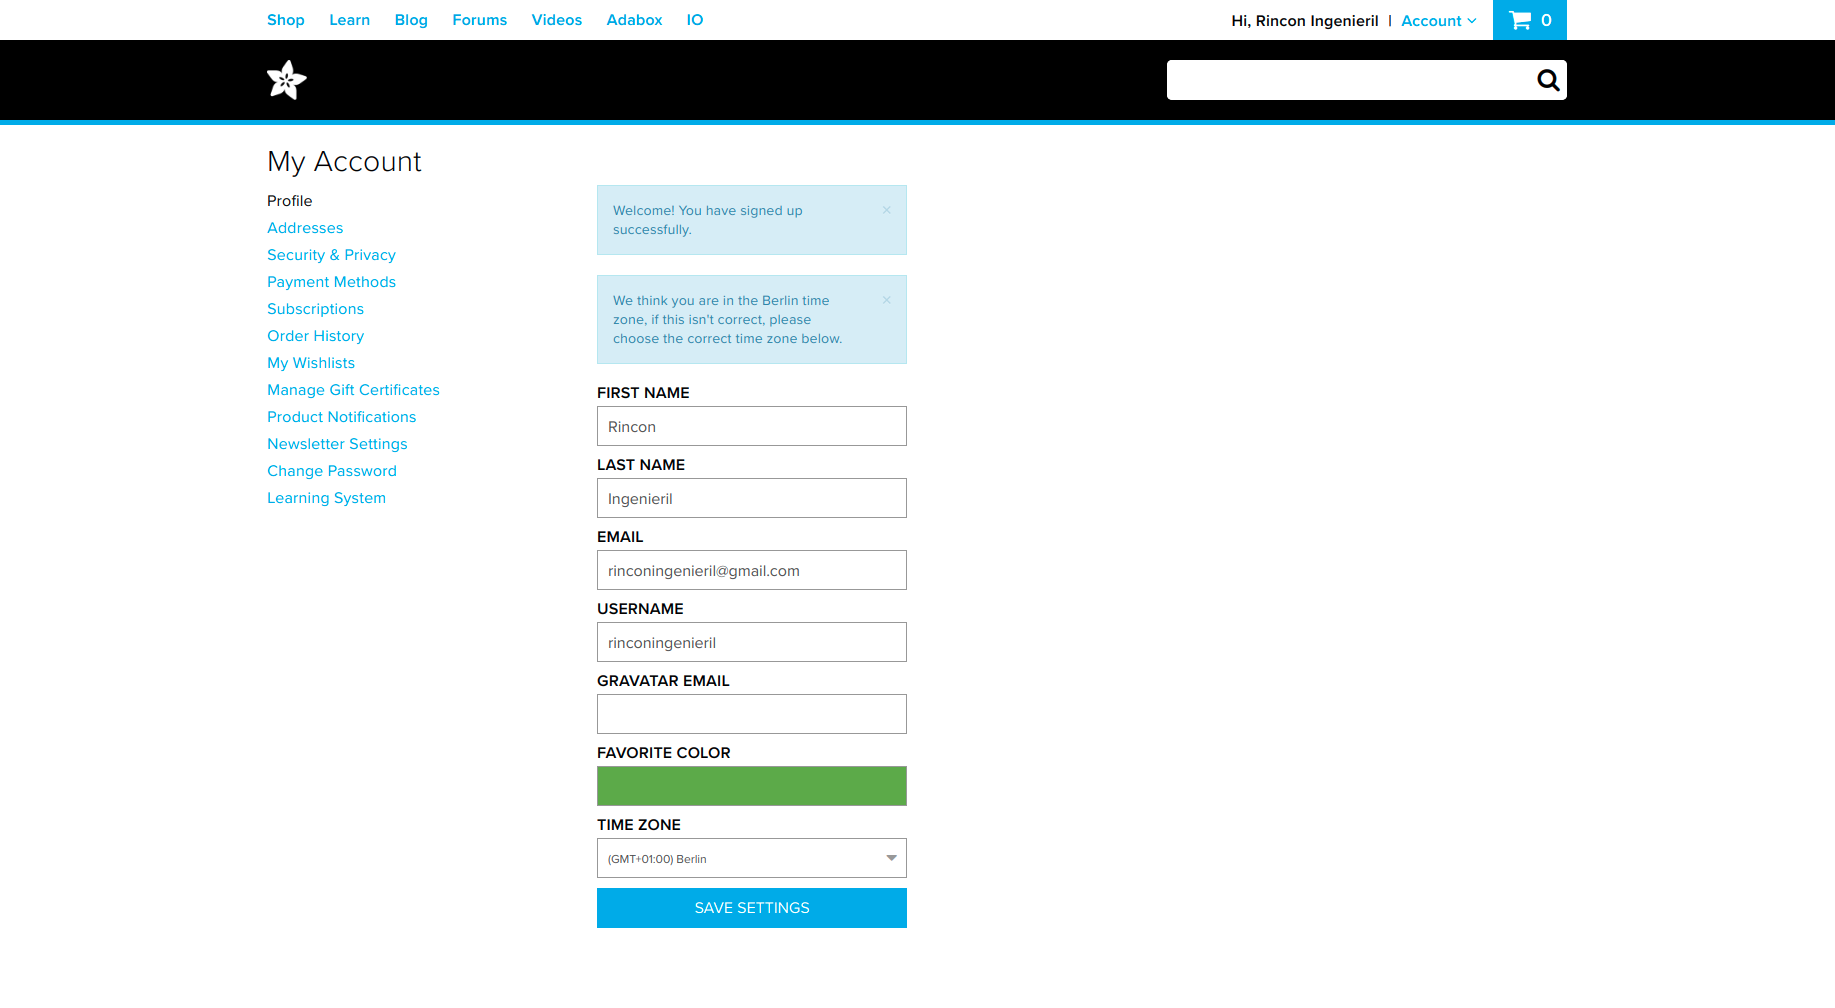 Shop Learn Blog Forums Videos Adabox IO
Hi, Rincon Ingenieril | Account 0
My Account
Profile
Addresses
Security & Privacy
Payment Methods
Subscriptions
Order History
My Wishlists
Manage Gift Certificates
Product Notifications
Newsletter Settings
Change Password
Learning System
Welcome! You have signed up ×
successfully.
We think you are in the Berlin time ×
zone, if this isn't correct, please
choose the correct time zone below.
FIRST NAME
Rincon
LAST NAME
Ingenieril
EMAIL
rinconingenieril@gmail.com
USERNAME
rinconingenieril
GRAVATAR EMAIL
FAVORITE COLOR
TIME ZONE
(GMT+01:00) Berlin
SAVE SETTINGS